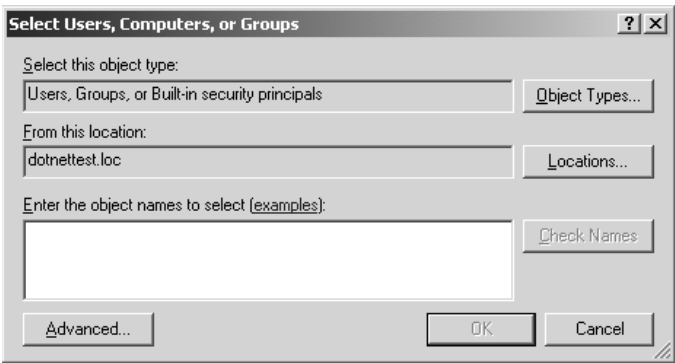 Select Users, Computers, or Groups
Select this object type:
Users, Groups, or Built-in security principals
Object Types...
From this location:
dotnettest.loc
Locations...
Enter the object names to select (examples):
Check Names
Advanced...
OK
Cancel